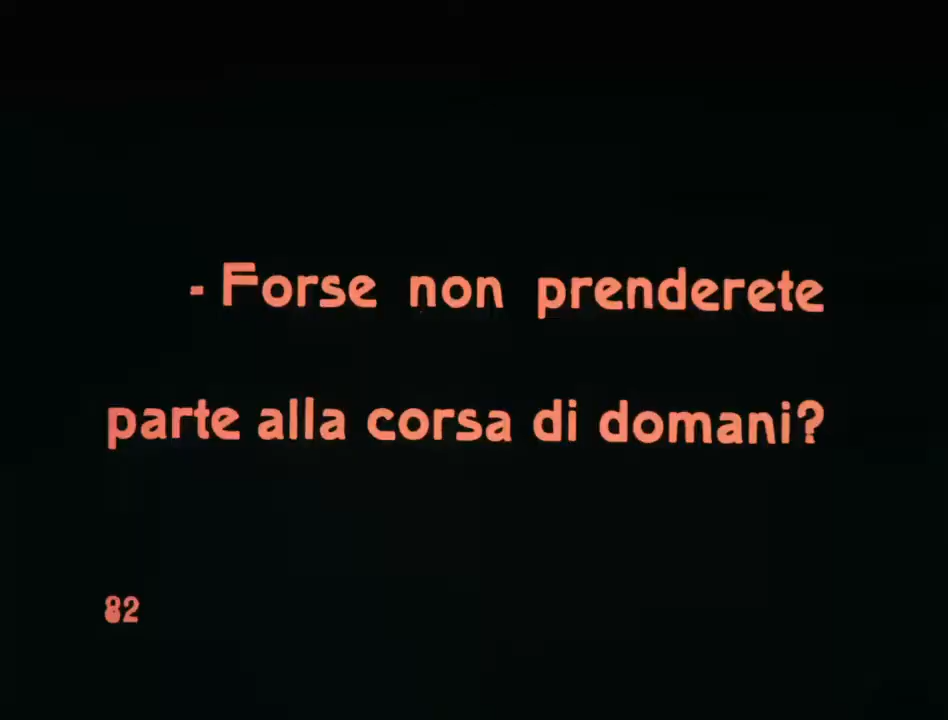 - Forse non prenderete
parte alla corsa di domani?
82